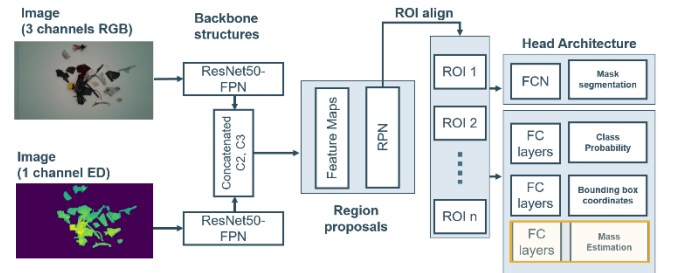 Image
(3 channels RGB)
Backbone
structures
ROI align
Head Architecture
ResNet50-
FPN
Concatenated
C2, C3
Image
(1 channel ED)
ResNet50-
FPN
Feature Maps
RPN
Region
proposals
ROI 1
ROI 2
ROI n
FCN
Mask
segmentation
FC
layers
Class
Probability
FC
layers
Bounding box
coordinates
FC
layers
Mass
Estimation